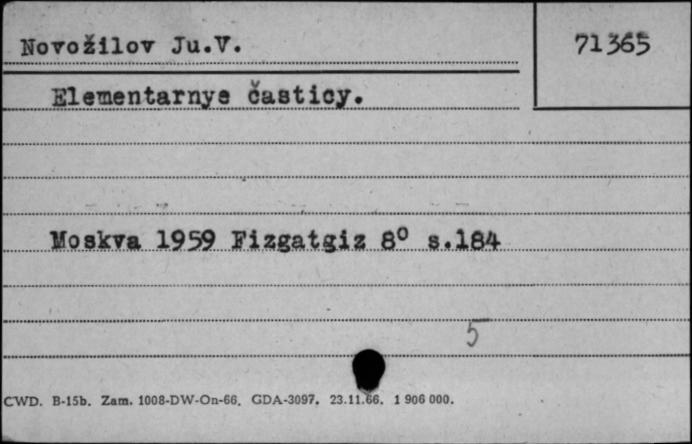 Novožilov Ju.V.
71365
Elementarnye časticy.
Moskva 1959 Fizgatgiz 8° s.184
5
CWD. B-15b. Zam. 1008-DW-On-66. GDA-3097. 23.11.66. 1 906 000.